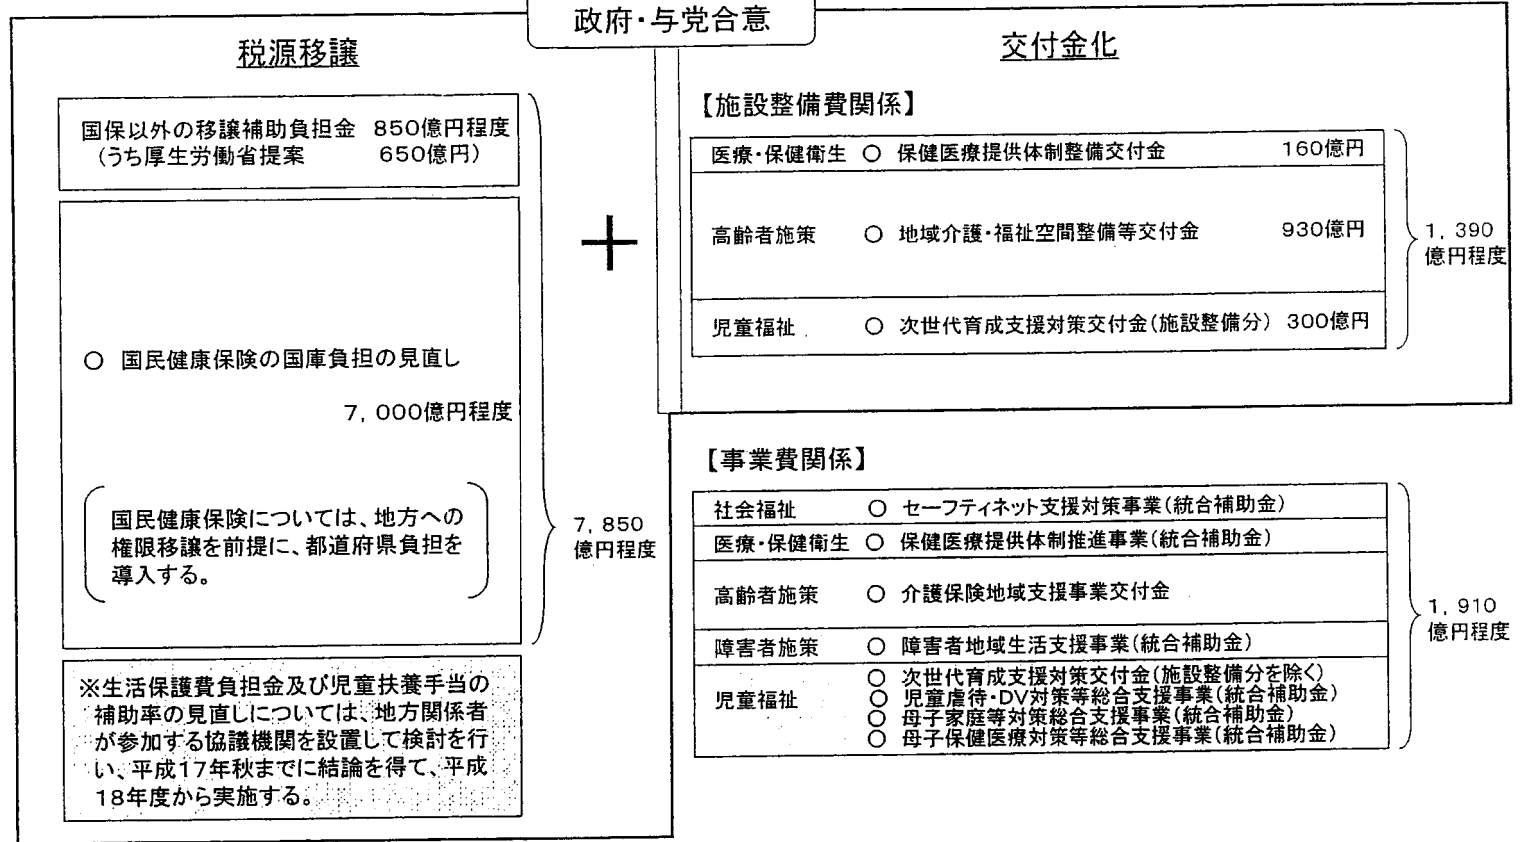 政府・与党合意
税源移譲
国保以外の移譲補助負担金 850億円程度
(うち厚生労働省提案 650億円)
○ 国民健康保険の国庫負担の見直し
7,000億円程度
国民健康保険については、地方への
権限移譲を前提に、都道府県負担を
導入する。
7,850
億円程度
※生活保護費負担金及び児童扶養手当の
補助率の見直しについては、地方関係者
が参加する協議機関を設置して検討を行
い、平成17年秋までに結論を得て、平成
18年度から実施する。
+
交付金化
【施設整備費関係】
医療・保健衛生 ○ 保健医療提供体制整備交付金 160億円
高齢者施策 ○ 地域介護・福祉空間整備等交付金 930億円
児童福祉 ○ 次世代育成支援対策交付金(施設整備分) 300億円
1,390
億円程度
【事業費関係】
社会福祉 ○ セーフティネット支援対策事業(統合補助金)
医療・保健衛生 ○ 保健医療提供体制推進事業(統合補助金)
高齢者施策 ○ 介護保険地域支援事業交付金
障害者施策 ○ 障害者地域生活支援事業(統合補助金)
児童福祉
○ 次世代育成支援対策交付金(施設整備分を除く)
○ 児童虐待・DV対策等総合支援事業(統合補助金)
○ 母子家庭等対策総合支援事業(統合補助金)
○ 母子保健医療対策等総合支援事業(統合補助金)
1,910
億円程度